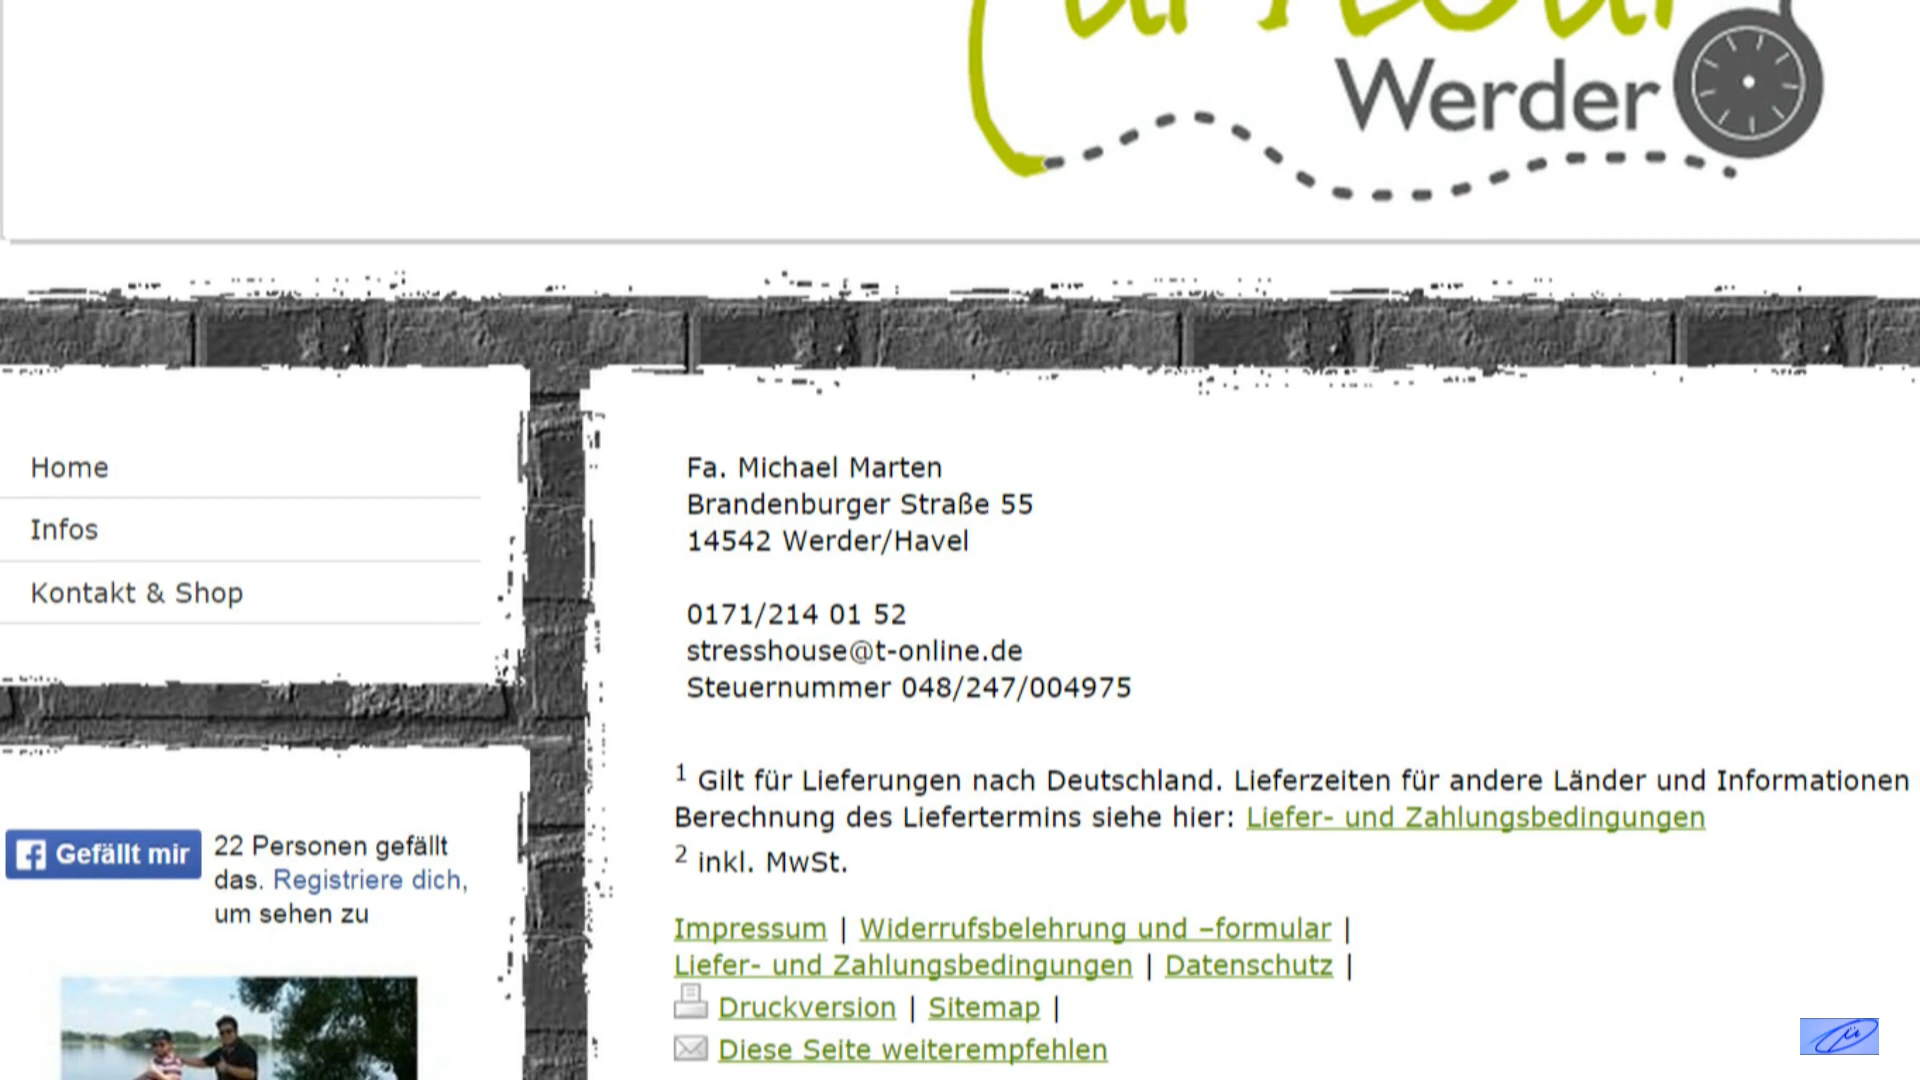 Werder
Home
Infos
Kontakt & Shop
Fa. Michael Marten
Brandenburger Straße 55
14542 Werder/Havel
0171/214 01 52
stresshouse@t-online.de
Steuernummer 048/247/004975
1 Gilt für Lieferungen nach Deutschland. Lieferzeiten für andere Länder und Informationen
Berechnung des Liefertermins siehe hier: Liefer- und Zahlungsbedingungen
2 inkl. MwSt.
Gefällt mir
22 Personen gefällt
das. Registriere dich,
um sehen zu
Impressum | Widerrufsbelehrung und –formular |
Liefer- und Zahlungsbedingungen | Datenschutz |
Druckversion | Sitemap |
Diese Seite weiterempfehlen